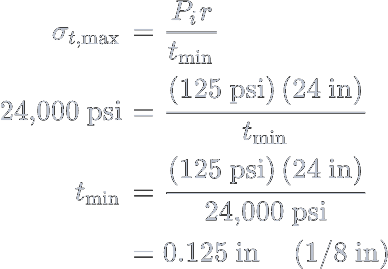 σ_{t,max} = P_i r / t_min
24,000 psi = (125 psi) (24 in) / t_min
t_min = (125 psi) (24 in) / 24,000 psi
= 0.125 in (1/8 in)